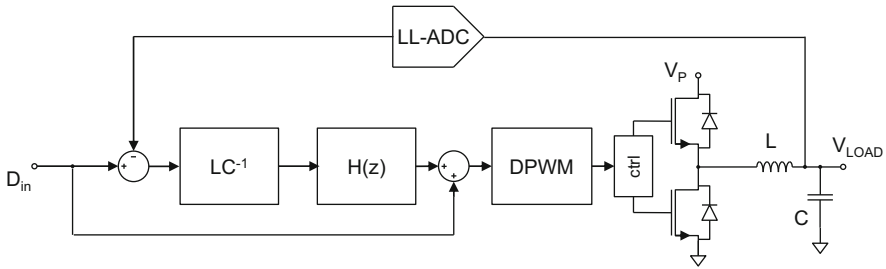 LL-ADC
V_P
L
V_LOAD
D_in
+
−
LC⁻¹
H(z)
+
+
DPWM
ctrl
C